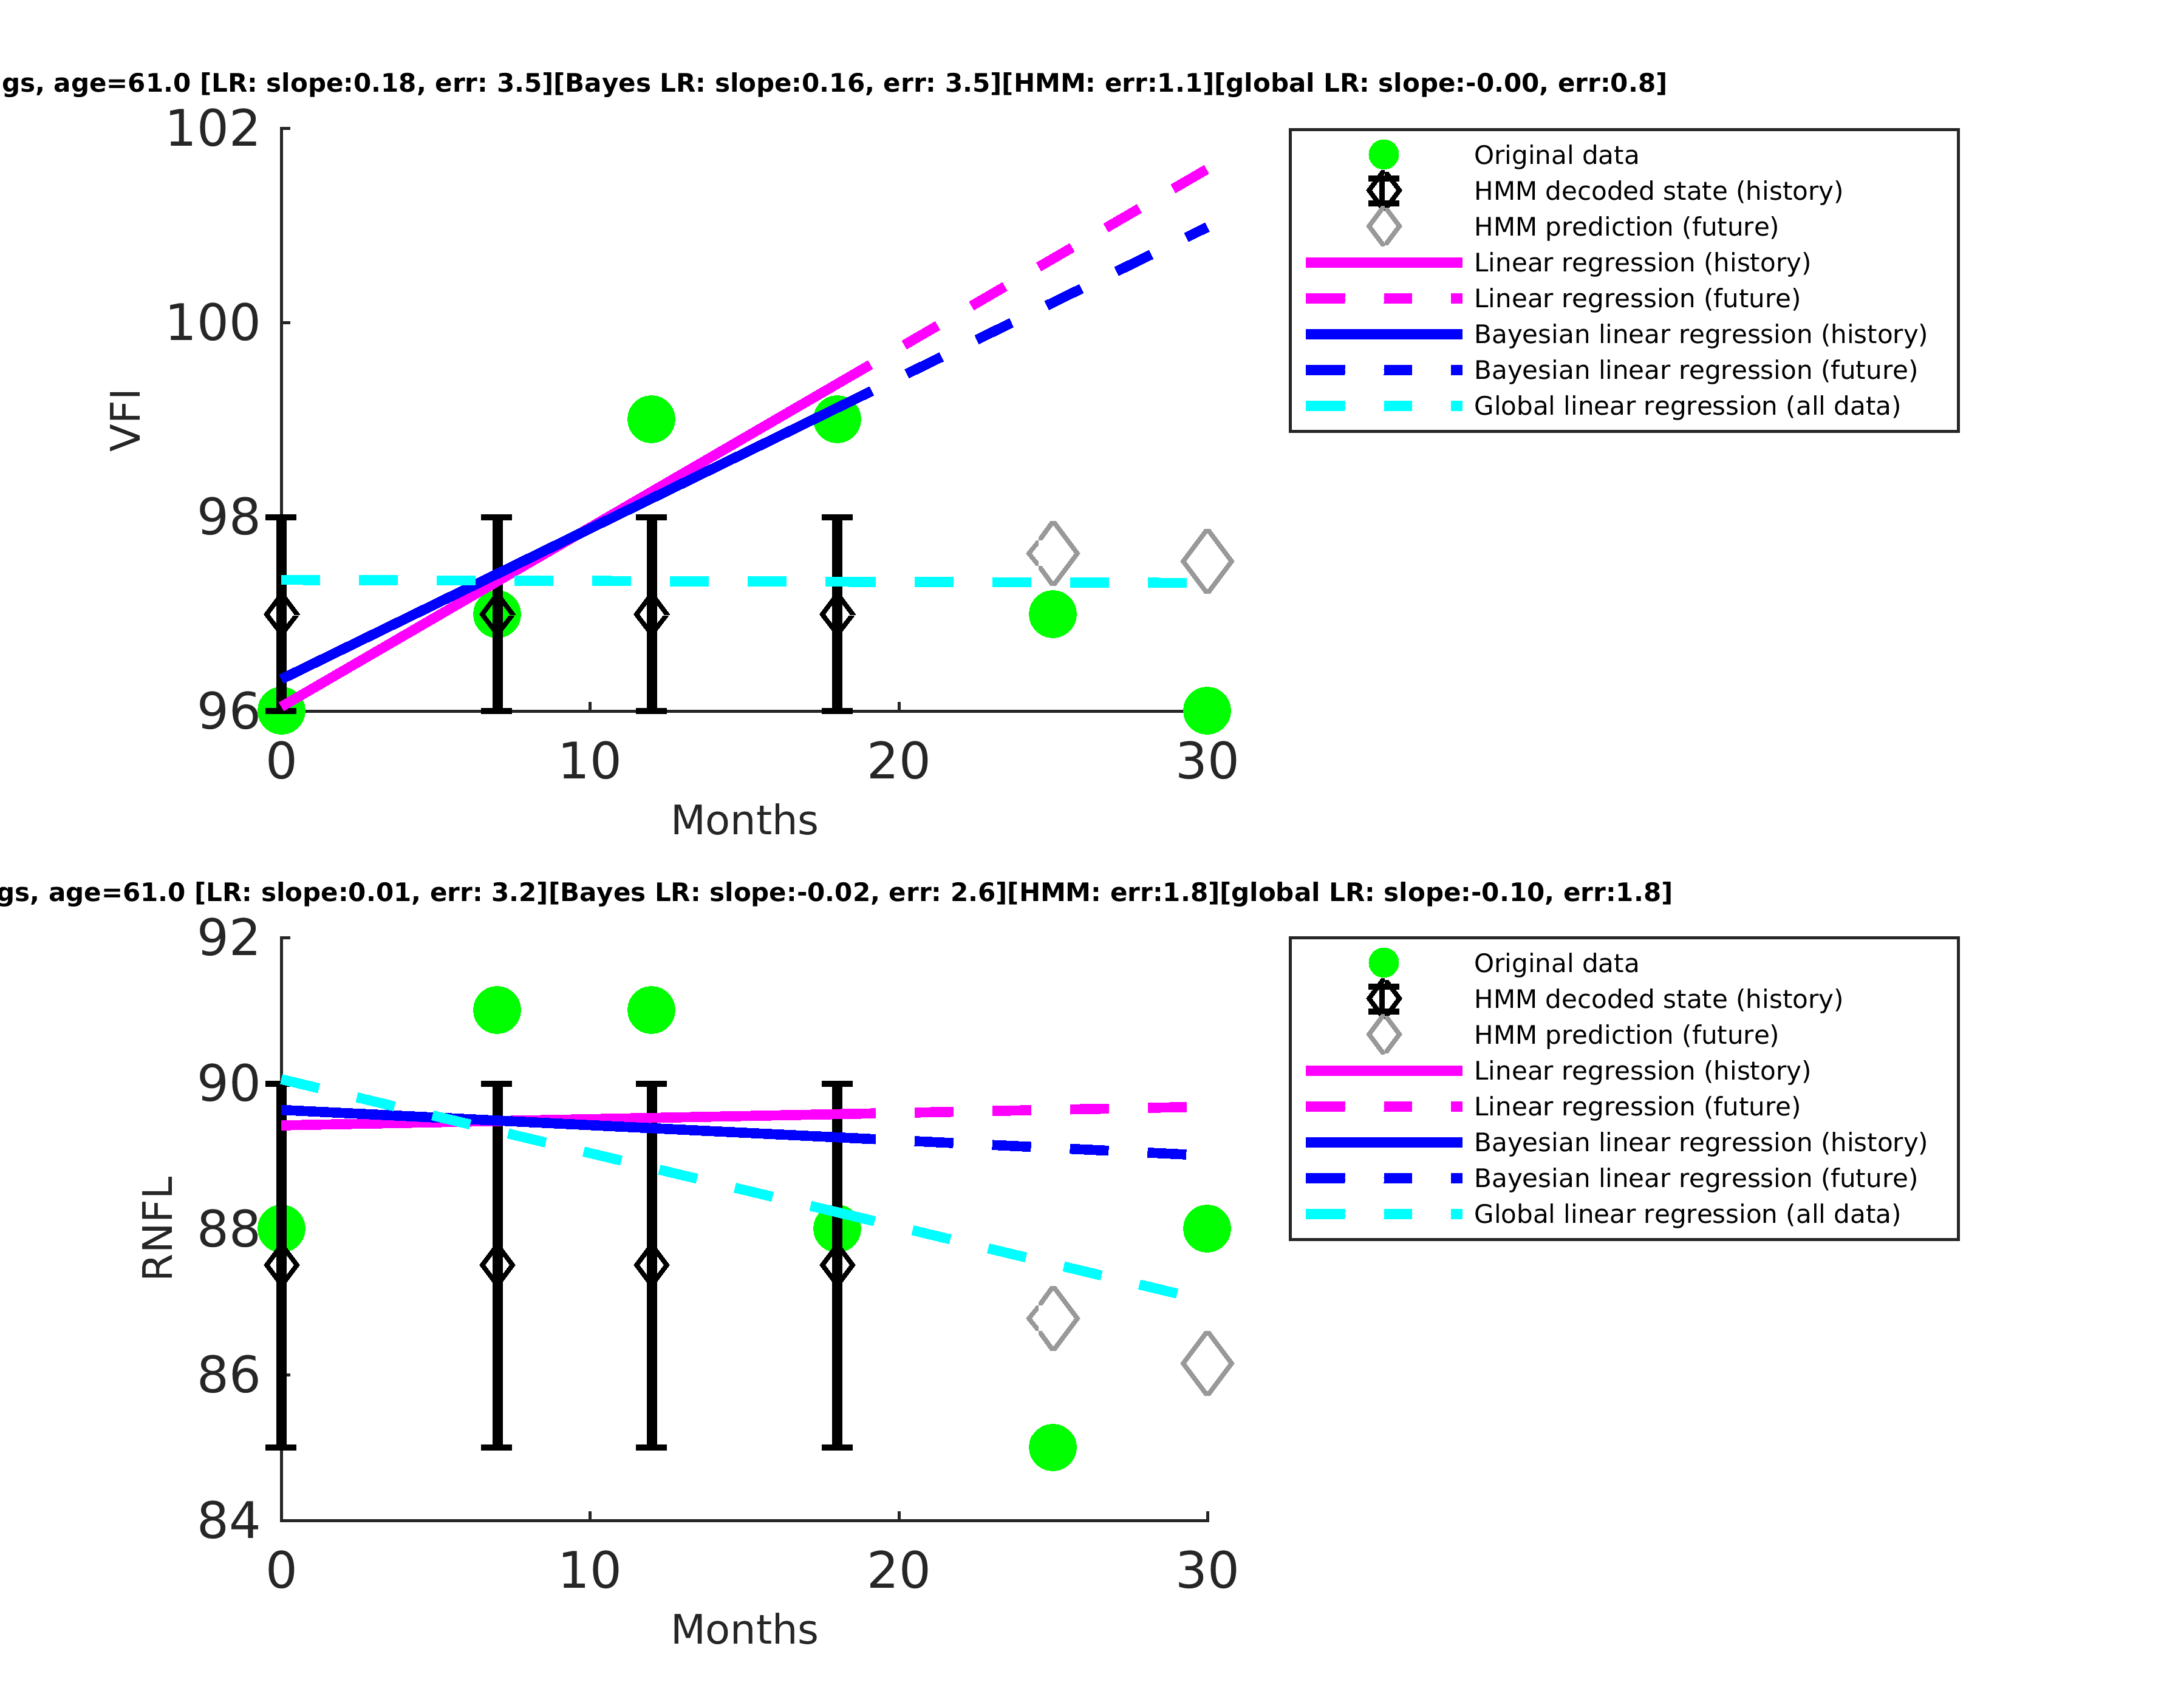 gs, age=61.0 [LR: slope:0.18, err: 3.5][Bayes LR: slope:0.16, err: 3.5][HMM: err:1.1][global LR: slope:-0.00, err:0.8]
102
100
98
96
VFI
0 10 20 30
Months
Original data
HMM decoded state (history)
HMM prediction (future)
Linear regression (history)
Linear regression (future)
Bayesian linear regression (history)
Bayesian linear regression (future)
Global linear regression (all data)
gs, age=61.0 [LR: slope:0.01, err: 3.2][Bayes LR: slope:-0.02, err: 2.6][HMM: err:1.8][global LR: slope:-0.10, err:1.8]
92
90
88
86
84
RNFL
0 10 20 30
Months
Original data
HMM decoded state (history)
HMM prediction (future)
Linear regression (history)
Linear regression (future)
Bayesian linear regression (history)
Bayesian linear regression (future)
Global linear regression (all data)